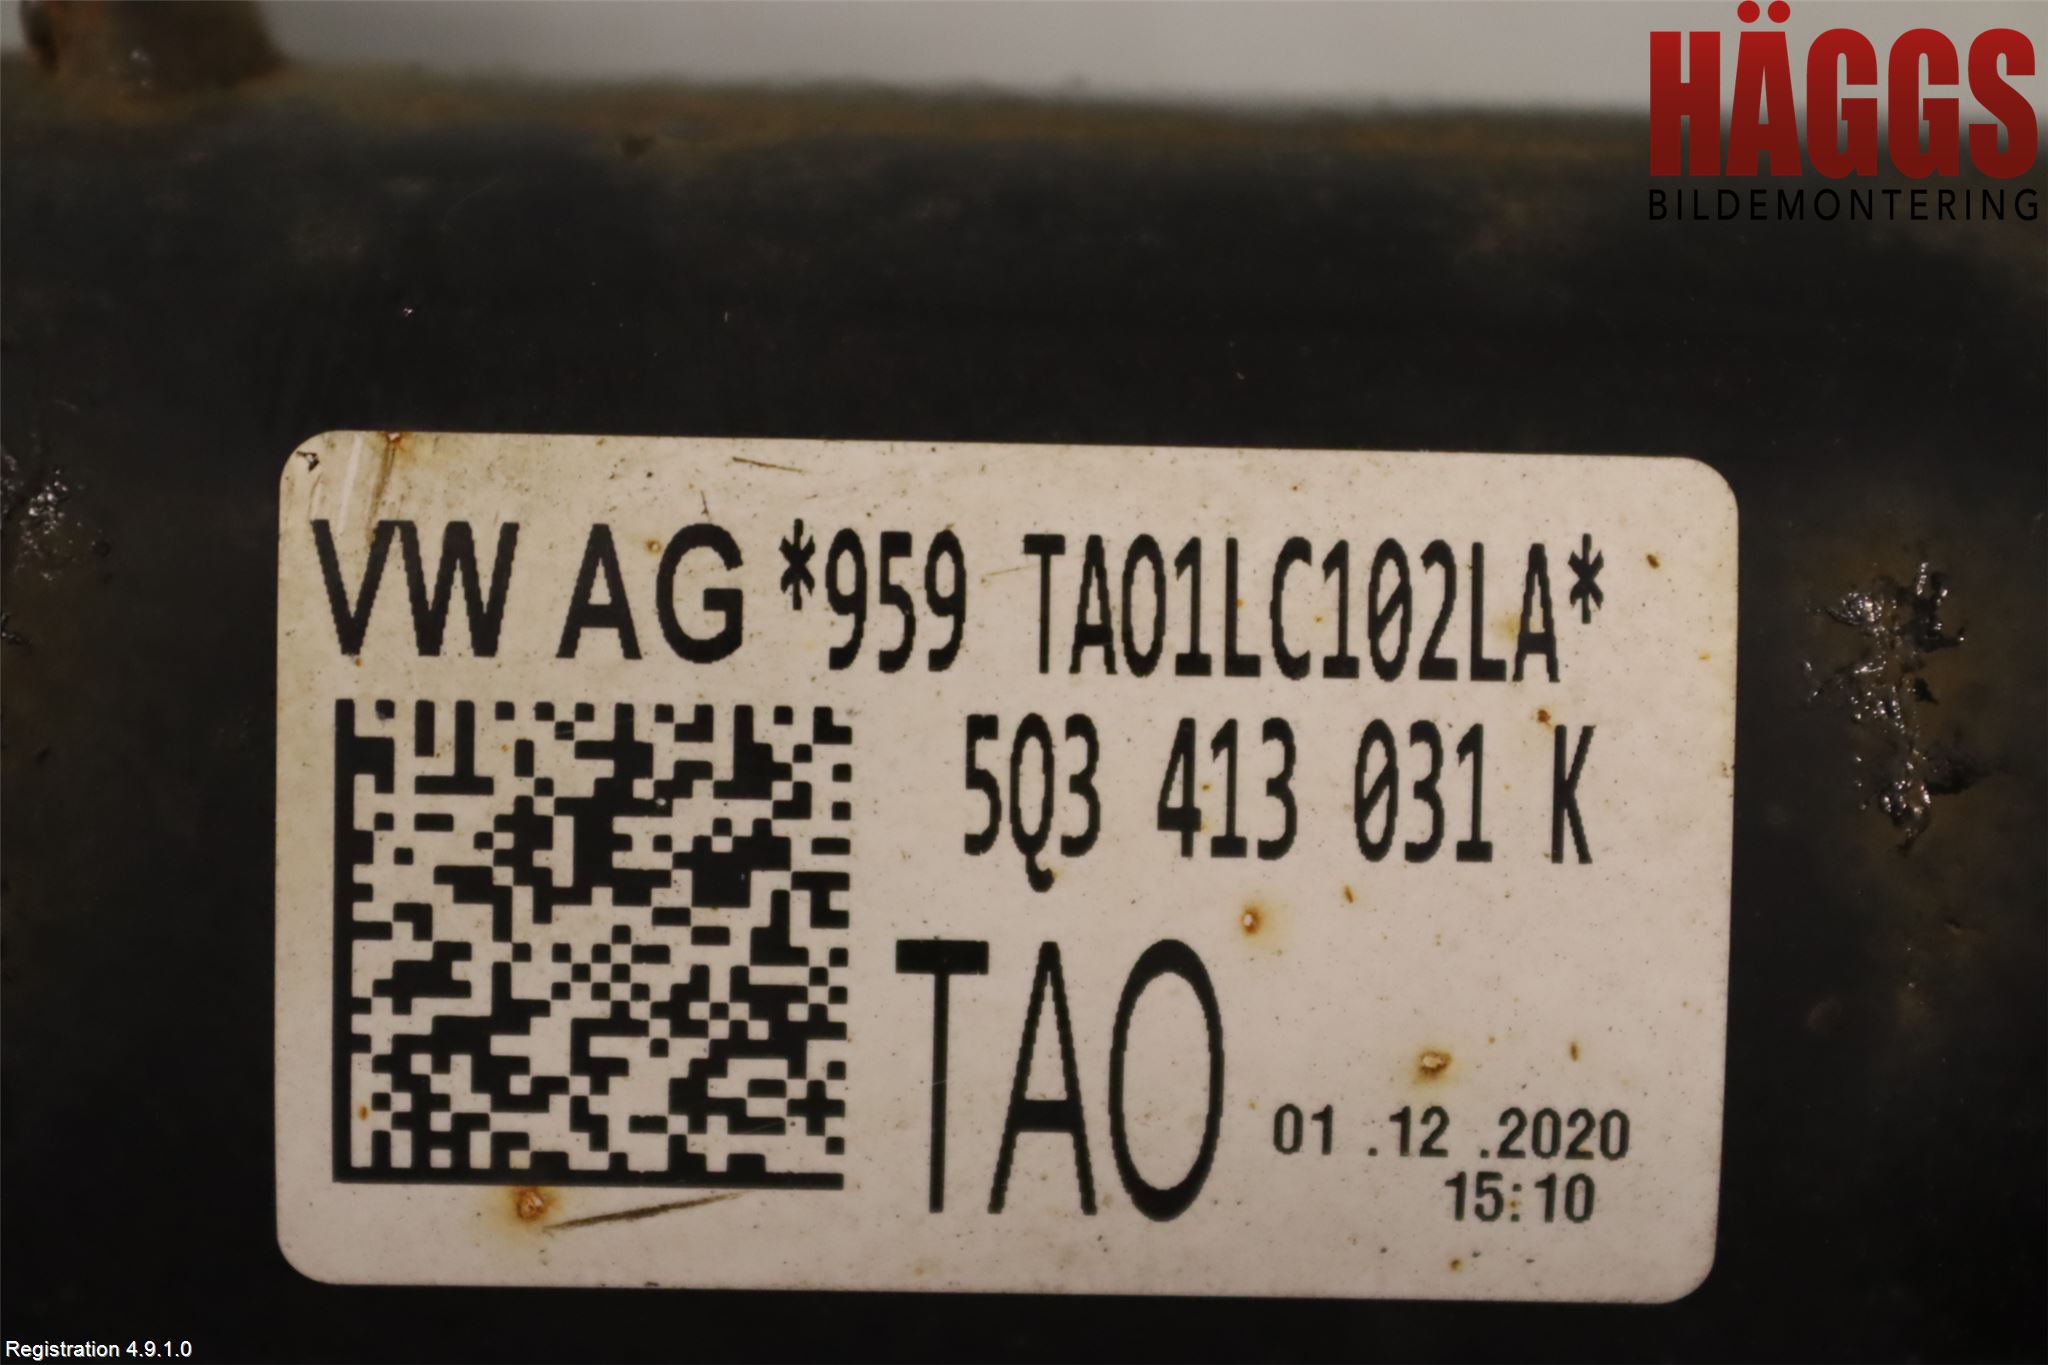 HÄGGS
BILDEMONTERING
VW AG *959 TAO1LC102LA*
5Q3 413 031 K
TAO
01 .12 .2020
15:10
Registration 4.9.1.0